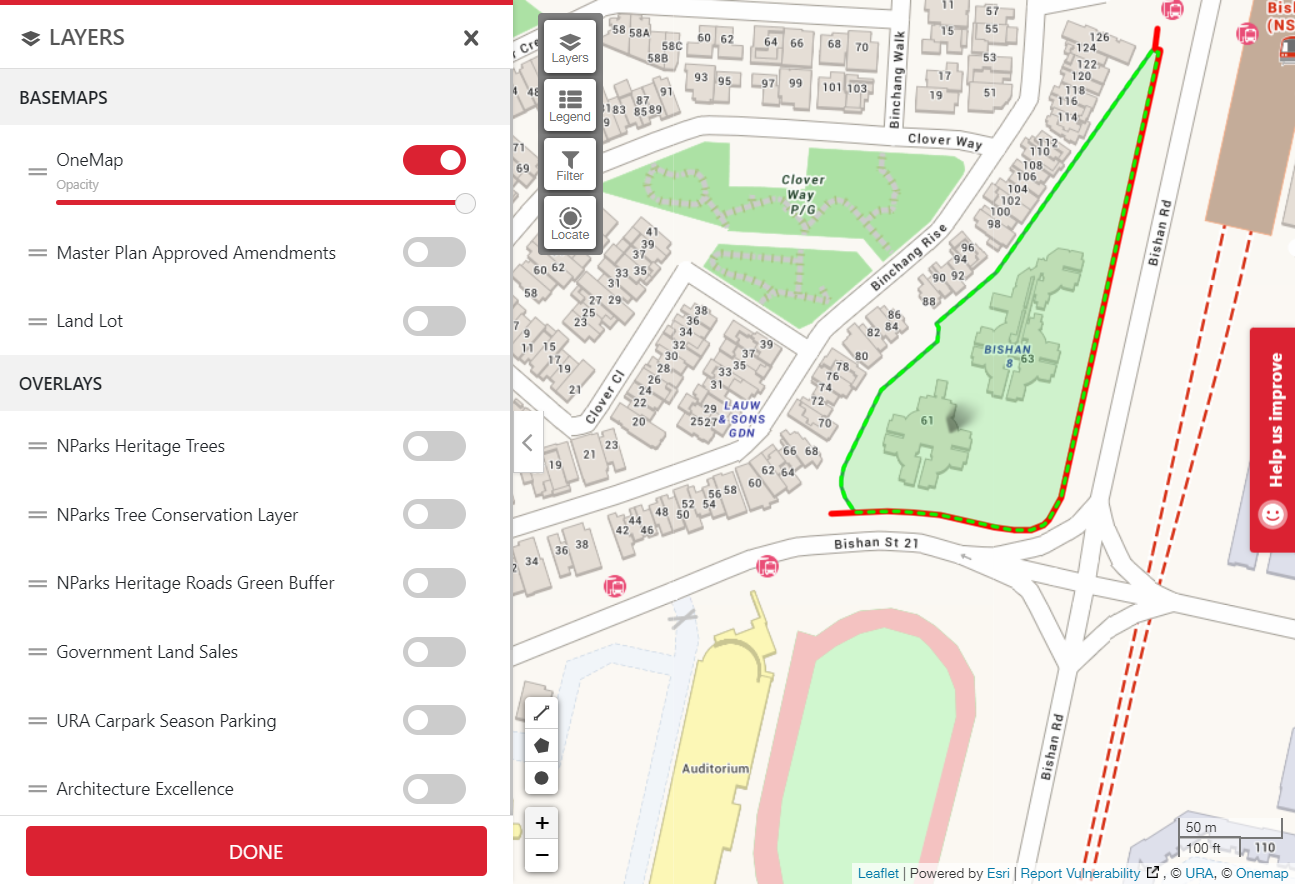 LAYERS
BASEMAPS
OneMap
Opacity
Master Plan Approved Amendments
Land Lot
OVERLAYS
NParks Heritage Trees
NParks Tree Conservation Layer
NParks Heritage Roads Green Buffer
Government Land Sales
URA Carpark Season Parking
Architecture Excellence
DONE
Layers
Legend
Filter
Locate
58 58A
58C
58B
60 62
64 66
68 70
93 95
97 99
101 103
83
87
85 89
91
11
15
57
55
53
51
17
19
Binchang Walk
Clover Way
126
124
122
120
118
116
114
112
110
108
106
104
102
100
98
96
94
92
90
88
86
84
82
80
78
76
74
72
70
68
66
64
62
60
58
56
54
52
50
48
46
44
42
38
36
34
71
69
Clover
Way
P/G
Binchang Rise
41
39
37
35
33
31
29
27
25
23
62
60
58
7
9
11
15
17
19
21
38
36
34
32
30
28
26
24
22
20
39
37
35
33
31
29
27
25
Clover Cl
LAUW
& SONS
GDN
23
21
19
BISHAN
8
63
61
Bishan Rd
Bishan St 21
Bishan Rd
Auditorium
Bis
(NS
Help us improve
+
−
50 m
100 ft
110
Leaflet | Powered by Esri | Report Vulnerability , © URA, © Onemap